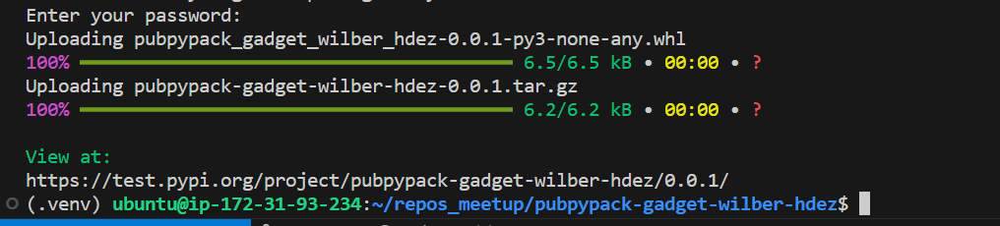 Enter your password:
Uploading pubpypack_gadget_wilber_hdez-0.0.1-py3-none-any.whl
100% ━━━━━━━━━━━━━━━━━━━━━━━━━━━━━━━━━━━━━━━━ 6.5/6.5 kB • 00:00 • ?
Uploading pubpypack-gadget-wilber-hdez-0.0.1.tar.gz
100% ━━━━━━━━━━━━━━━━━━━━━━━━━━━━━━━━━━━━━━━━ 6.2/6.2 kB • 00:00 • ?
View at:
https://test.pypi.org/project/pubpypack-gadget-wilber-hdez/0.0.1/
(.venv) ubuntu@ip-172-31-93-234:~/repos_meetup/pubpypack-gadget-wilber-hdez$